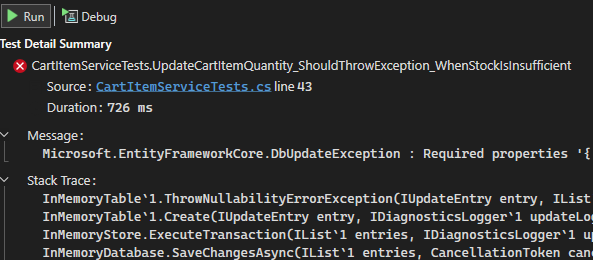 Run Debug
Test Detail Summary
CartItemServiceTests.UpdateCartItemQuantity_ShouldThrowException_WhenStockIsInsufficient
Source: CartItemServiceTests.cs line 43
Duration: 726 ms
Message:
Microsoft.EntityFrameworkCore.DbUpdateException : Required properties '{
Stack Trace:
InMemoryTable`1.ThrowNullabilityErrorException(IUpdateEntry entry, IList
InMemoryTable`1.Create(IUpdateEntry entry, IDiagnosticsLogger`1 updateLog
InMemoryStore.ExecuteTransaction(IList`1 entries, IDiagnosticsLogger`1 up
InMemoryDatabase.SaveChangesAsync(IList`1 entries, CancellationToken canc